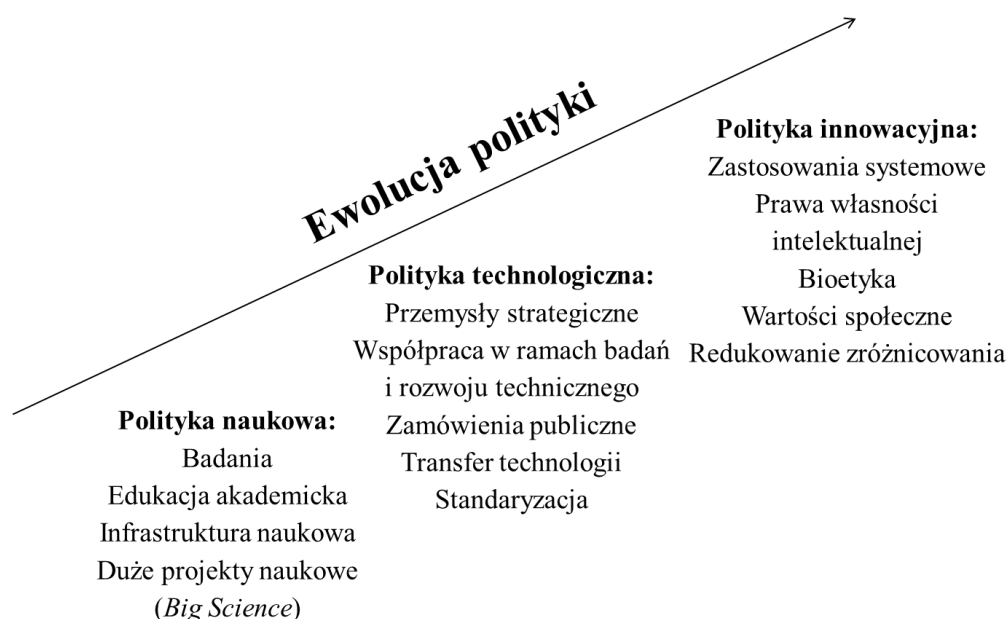 Ewolucja polityki
Polityka naukowa:
Badania
Edukacja akademicka
Infrastruktura naukowa
Duże projekty naukowe
(Big Science)
Polityka technologiczna:
Przemysły strategiczne
Współpraca w ramach badań
i rozwoju technicznego
Zamówienia publiczne
Transfer technologii
Standaryzacja
Polityka innowacyjna:
Zastosowania systemowe
Prawa własności
intelektualnej
Bioetyka
Wartości społeczne
Redukowanie zróżnicowania